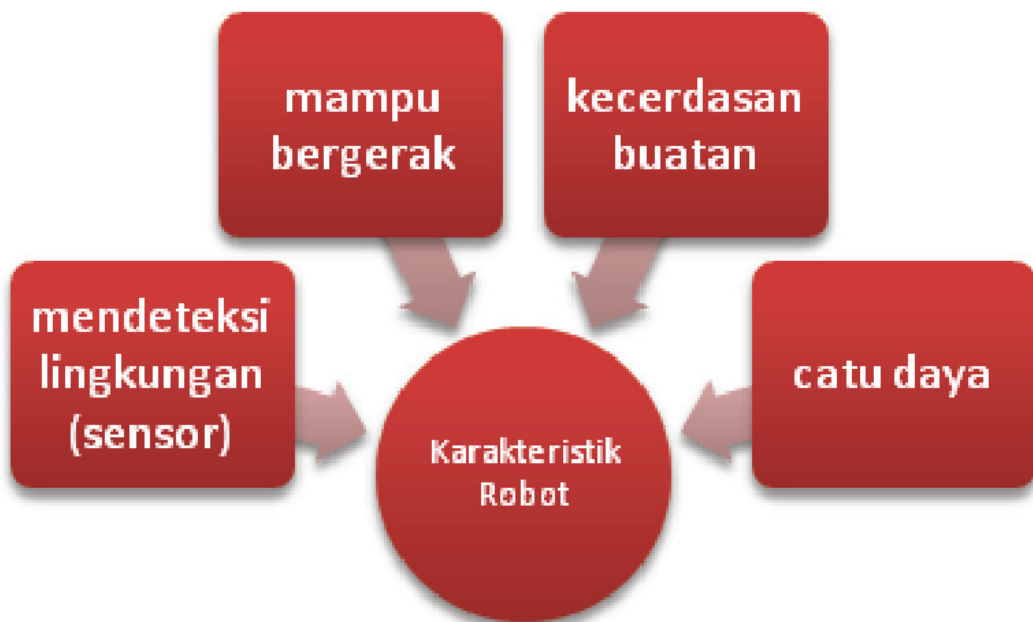 mampu
bergerak
kecerdasan
buatan
mendeteksi
lingkungan
(sensor)
catu daya
Karakteristik
Robot